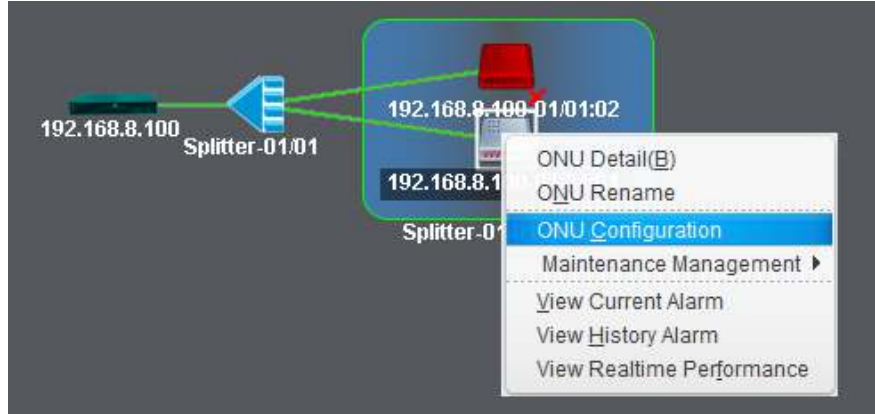 192.168.8.100
Splitter-01/01
192.168.8.100-01/01:02
192.168.8.1
Splitter-01
ONU Detail(B)
ONU Rename
ONU Configuration
Maintenance Management
View Current Alarm
View History Alarm
View Realtime Performance